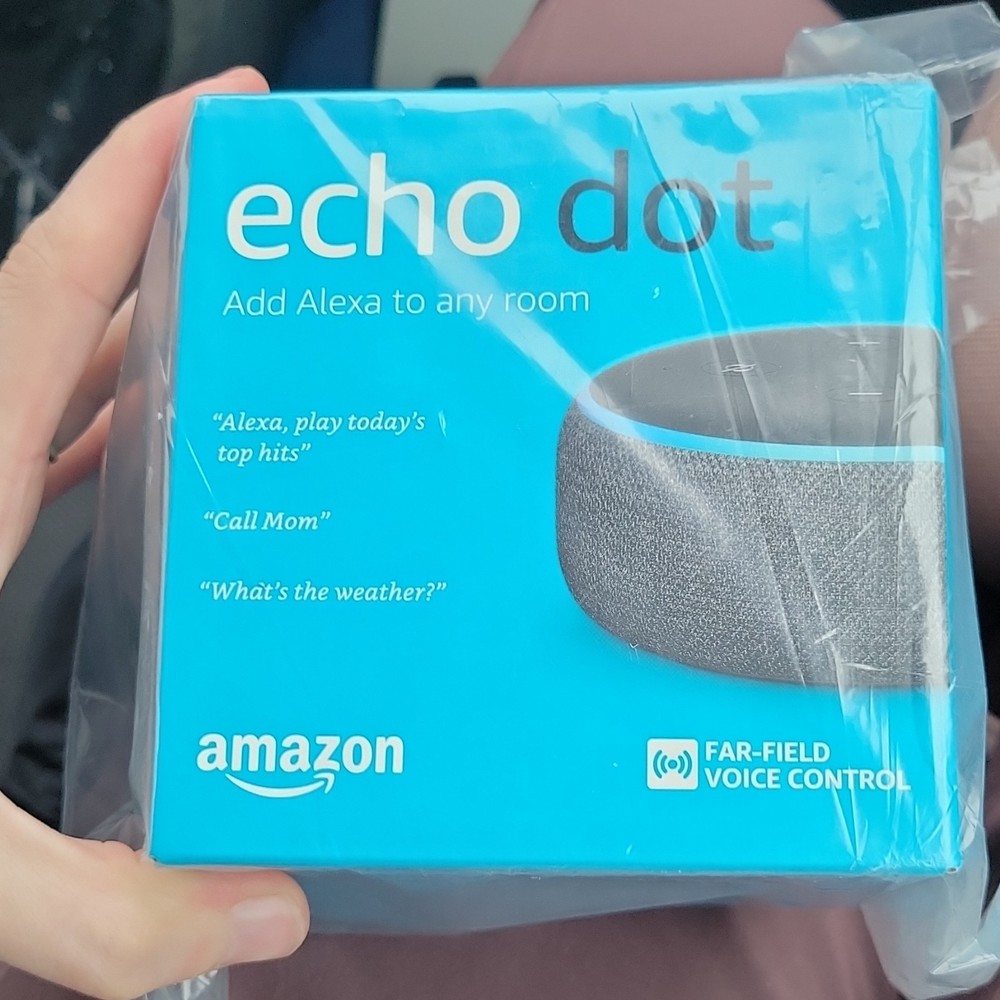 echo dot
Add Alexa to any room
“Alexa, play today’s
top hits”
“Call Mom”
“What’s the weather?”
amazon
FAR-FIELD
VOICE CONTROL